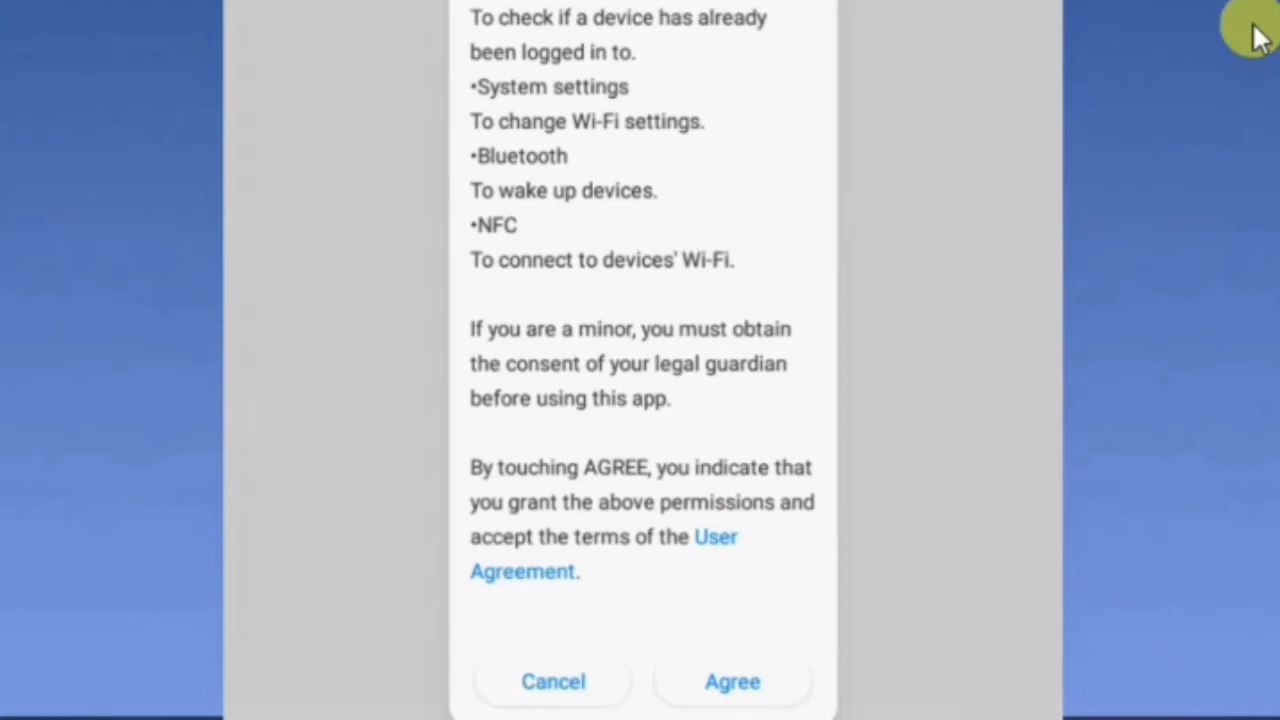 To check if a device has already
been logged in to.
•System settings
To change Wi-Fi settings.
•Bluetooth
To wake up devices.
•NFC
To connect to devices' Wi-Fi.
If you are a minor, you must obtain
the consent of your legal guardian
before using this app.
By touching AGREE, you indicate that
you grant the above permissions and
accept the terms of the User
Agreement.
Cancel
Agree